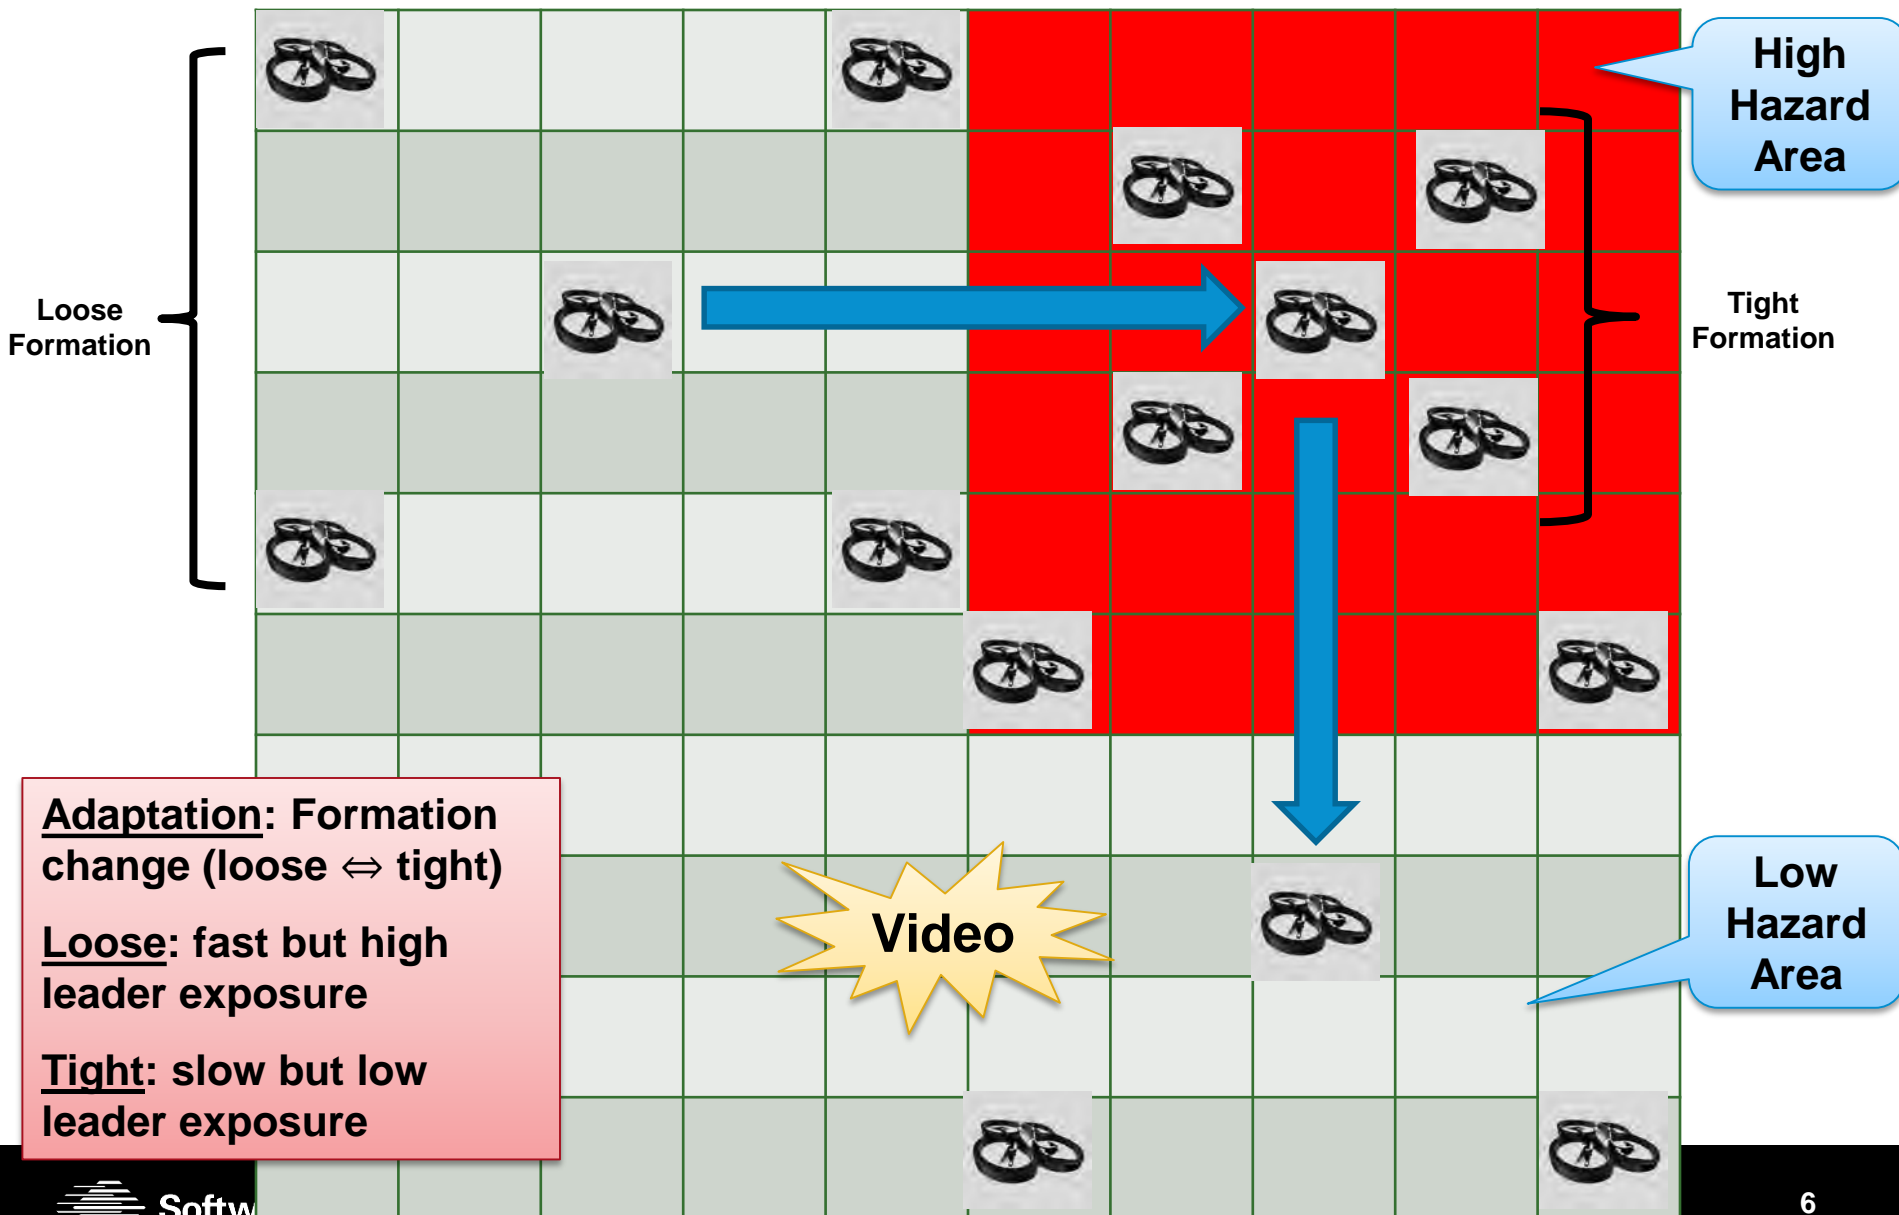 High
Hazard
Area
Loose
Formation
Tight
Formation
Adaptation: Formation
change (loose ⇔ tight)
Loose: fast but high
leader exposure
Tight: slow but low
leader exposure
Video
Low
Hazard
Area
6